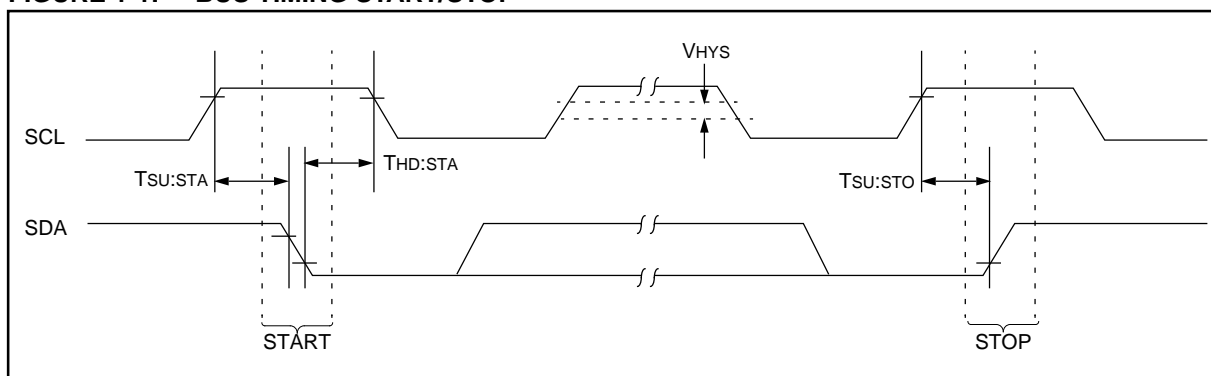 VHYS
SCL
THD:STA
TSU:STA
TSU:STO
SDA
START
STOP